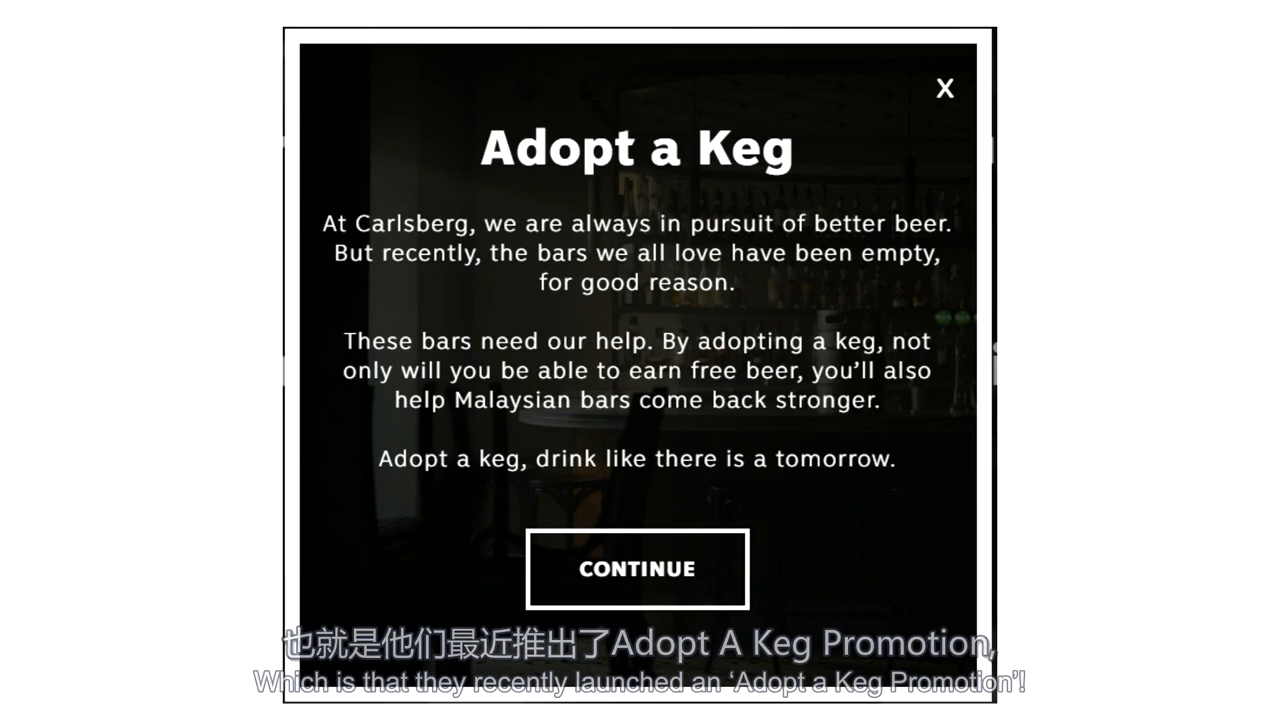 X
Adopt a Keg
At Carlsberg, we are always in pursuit of better beer.
But recently, the bars we all love have been empty,
for good reason.
These bars need our help. By adopting a keg, not
only will you be able to earn free beer, you’ll also
help Malaysian bars come back stronger.
Adopt a keg, drink like there is a tomorrow.
CONTINUE
也就是他们最近推出了Adopt A Keg Promotion,
Which is that they recently launched an ‘Adopt a Keg Promotion’!